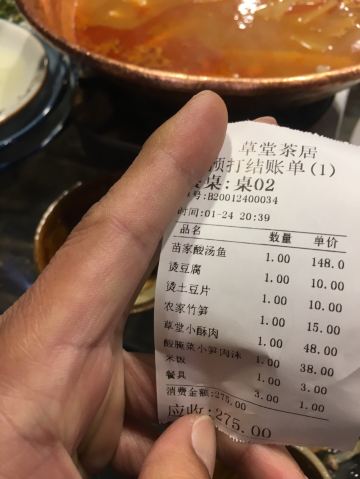 草堂茶居
预打结账单(1)
桌:桌02
号:B20012400034
时间:01-24 20:39
品名 数量 单价
苗家酸汤鱼 1.00 148.0
烫豆腐 1.00 10.00
烫土豆片 1.00 10.00
农家竹笋 1.00 15.00
草堂小酥肉 1.00 48.00
酸腌菜小笋肉沫 1.00 38.00
米饭 1.00 3.00
餐具 3.00 1.00
消费金额:275.00
应收:275.00